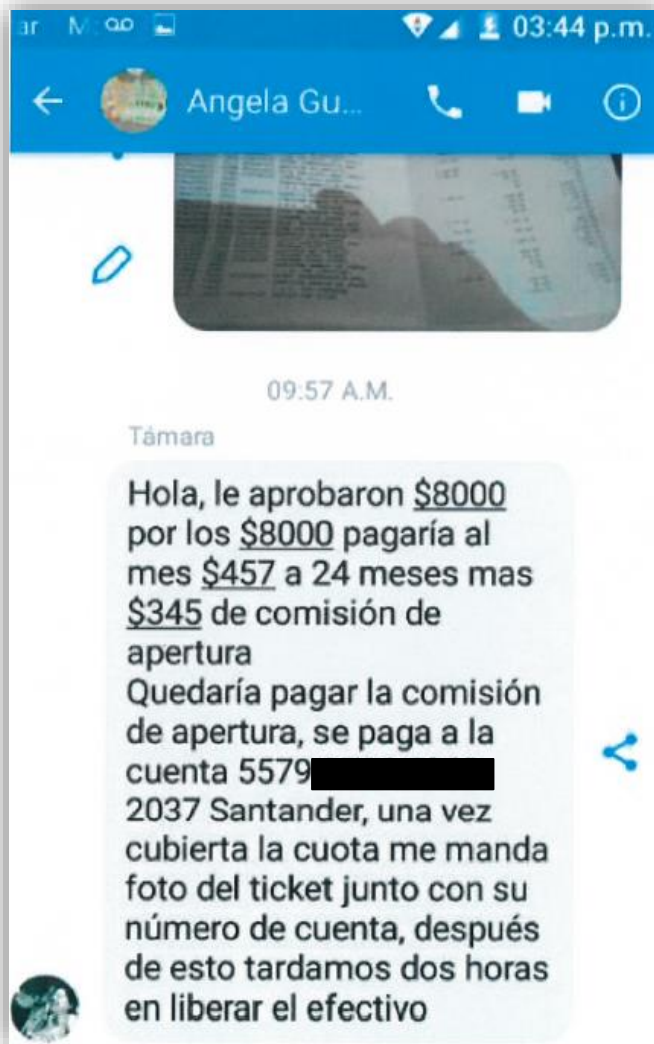 03:44 p.m.
Angela Gu...
09:57 A.M.
Támara
Hola, le aprobaron $8000
por los $8000 pagaría al
mes $457 a 24 meses mas
$345 de comisión de
apertura
Quedaría pagar la comisión
de apertura, se paga a la
cuenta 5579
2037 Santander, una vez
cubierta la cuota me manda
foto del ticket junto con su
número de cuenta, después
de esto tardamos dos horas
en liberar el efectivo